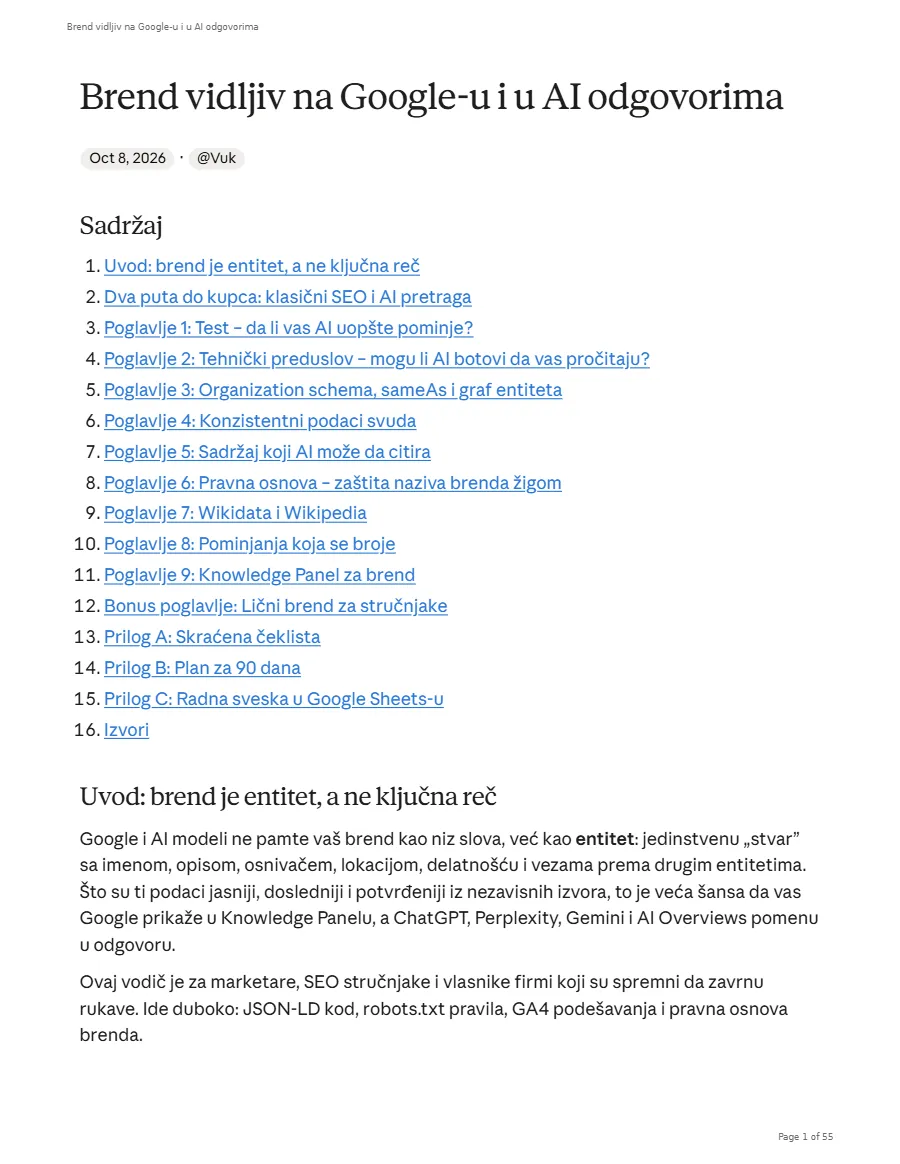 Brend vidljiv na Google-u i u AI odgovorima
Brend vidljiv na Google-u i u AI odgovorima
Oct 8, 2026 · @Vuk
Sadržaj
1. Uvod: brend je entitet, a ne ključna reč
2. Dva puta do kupca: klasični SEO i AI pretraga
3. Poglavlje 1: Test – da li vas AI uopšte pominje?
4. Poglavlje 2: Tehnički preduslov – mogu li AI botovi da vas pročitaju?
5. Poglavlje 3: Organization schema, sameAs i graf entiteta
6. Poglavlje 4: Konzistentni podaci svuda
7. Poglavlje 5: Sadržaj koji AI može da citira
8. Poglavlje 6: Pravna osnova – zaštita naziva brenda žigom
9. Poglavlje 7: Wikidata i Wikipedia
10. Poglavlje 8: Pominjanja koja se broje
11. Poglavlje 9: Knowledge Panel za brend
12. Bonus poglavlje: Lični brend za stručnjake
13. Prilog A: Skraćena čeklista
14. Prilog B: Plan za 90 dana
15. Prilog C: Radna sveska u Google Sheets-u
16. Izvori
Uvod: brend je entitet, a ne ključna reč
Google i AI modeli ne pamte vaš brend kao niz slova, već kao entitet: jedinstvenu „stvar”
sa imenom, opisom, osnivačem, lokacijom, delatnošću i vezama prema drugim entitetima.
Što su ti podaci jasniji, dosledniji i potvrđeniji iz nezavisnih izvora, to je veća šansa da vas
Google prikaže u Knowledge Panelu, a ChatGPT, Perplexity, Gemini i AI Overviews pomenu
u odgovoru.
Ovaj vodič je za marketare, SEO stručnjake i vlasnike firmi koji su spremni da zavrnu
rukave. Ide duboko: JSON-LD kod, robots.txt pravila, GA4 podešavanja i pravna osnova
brenda.
Page 1 of 55